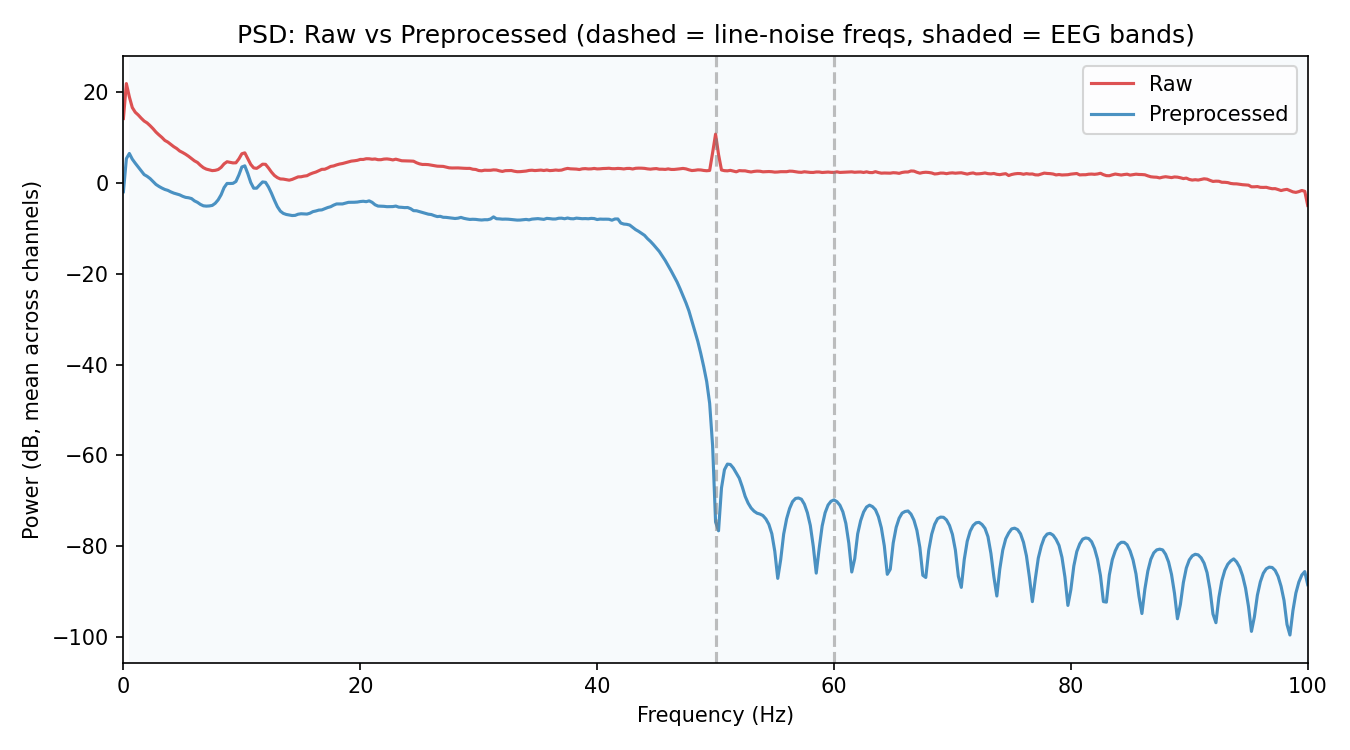 PSD: Raw vs Preprocessed (dashed = line-noise freqs, shaded = EEG bands)
Raw
Preprocessed
Power (dB, mean across channels)
20
0
−20
−40
−60
−80
−100
0 20 40 60 80 100
Frequency (Hz)